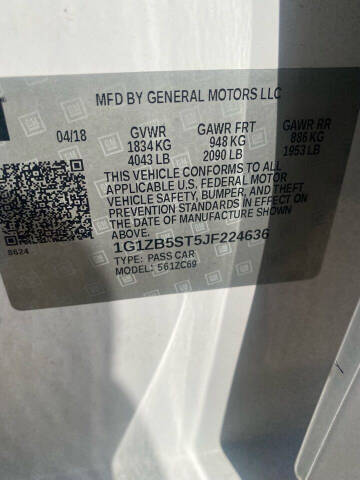 MFD BY GENERAL MOTORS LLC
04/18 GVWR GAWR FRT GAWR RR
1834 KG 948 KG 886 KG
4043 LB 2090 LB 1953 LB
THIS VEHICLE CONFORMS TO ALL
APPLICABLE U.S. FEDERAL MOTOR
VEHICLE SAFETY, BUMPER, AND THEFT
PREVENTION STANDARDS IN EFFECT ON
THE DATE OF MANUFACTURE SHOWN
ABOVE.
1G1ZB5ST5JF224636
8624 TYPE: PASS CAR
MODEL: 561ZC69